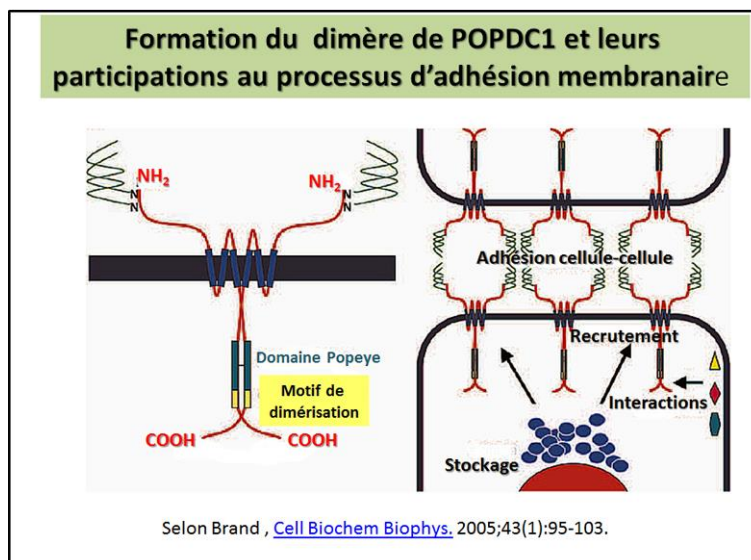 Formation du dimère de POPDC1 et leurs
participations au processus d'adhésion membranaire
NH2
NH2
N
N
N
N
Domaine Popeye
Motif de
dimérisation
COOH
COOH
Adhésion cellule-cellule
Recrutement
Interactions
Stockage
Selon Brand , Cell Biochem Biophys. 2005;43(1):95-103.